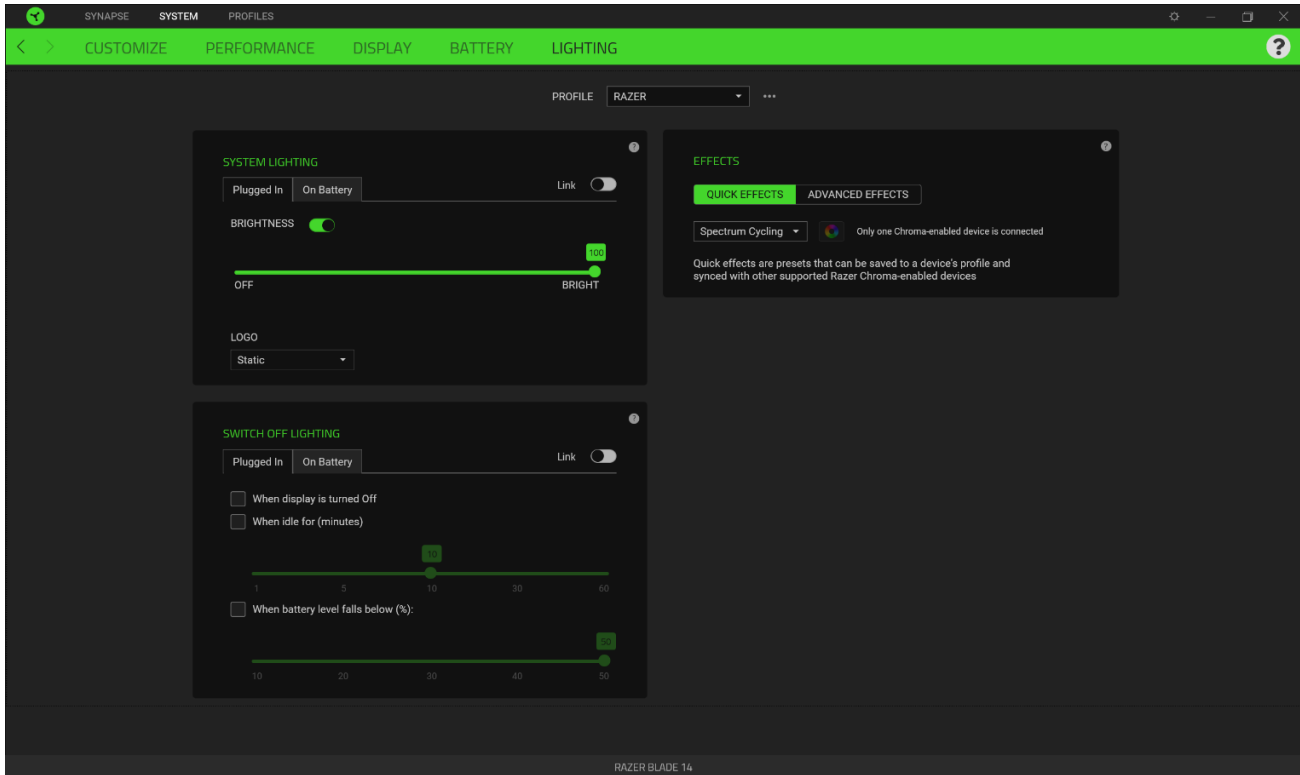 SYNAPSE SYSTEM PROFILES
CUSTOMIZE PERFORMANCE DISPLAY BATTERY LIGHTING
?
PROFILE RAZER
?
SYSTEM LIGHTING
Plugged In On Battery Link
BRIGHTNESS
100
OFF BRIGHT
LOGO
Static
?
EFFECTS
QUICK EFFECTS ADVANCED EFFECTS
Spectrum Cycling Only one Chroma-enabled device is connected
Quick effects are presets that can be saved to a device's profile and
synced with other supported Razer Chroma-enabled devices
?
SWITCH OFF LIGHTING
Plugged In On Battery Link
When display is turned Off
When idle for (minutes)
10
1 5 10 30 60
When battery level falls below (%):
50
10 20 30 40 50
RAZER BLADE 14